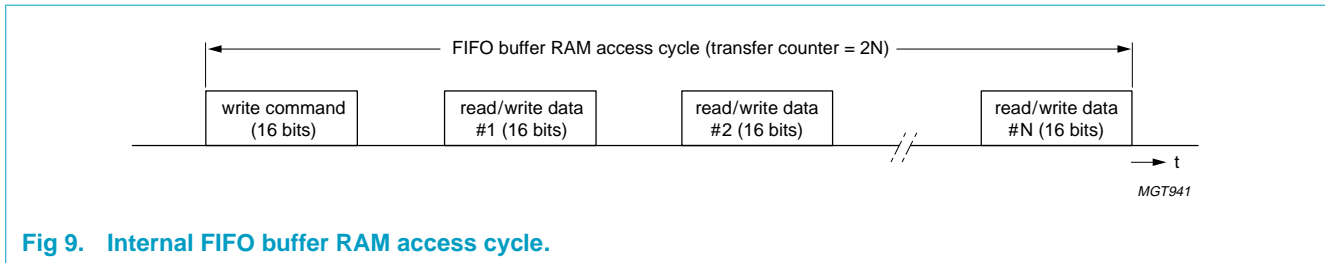 FIFO buffer RAM access cycle (transfer counter = 2N)
write command
(16 bits)
read/write data
#1 (16 bits)
read/write data
#2 (16 bits)
read/write data
#N (16 bits)
t
MGT941
Fig 9. Internal FIFO buffer RAM access cycle.